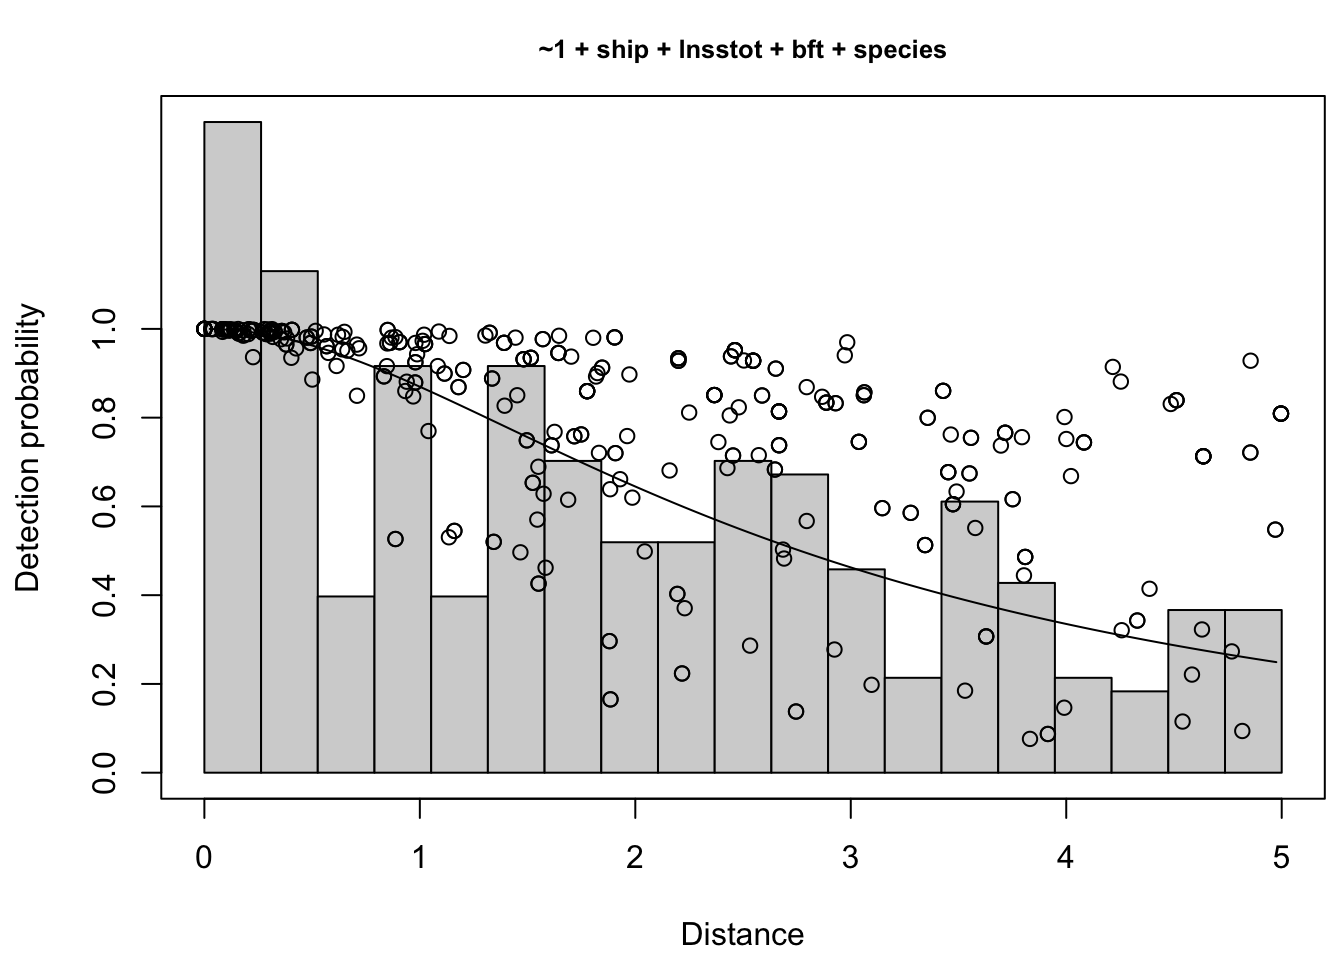 ~1 + ship + lnsstot + bft + species
Detection probability
1.0
0.8
0.6
0.4
0.2
0.0
0 1 2 3 4 5
Distance